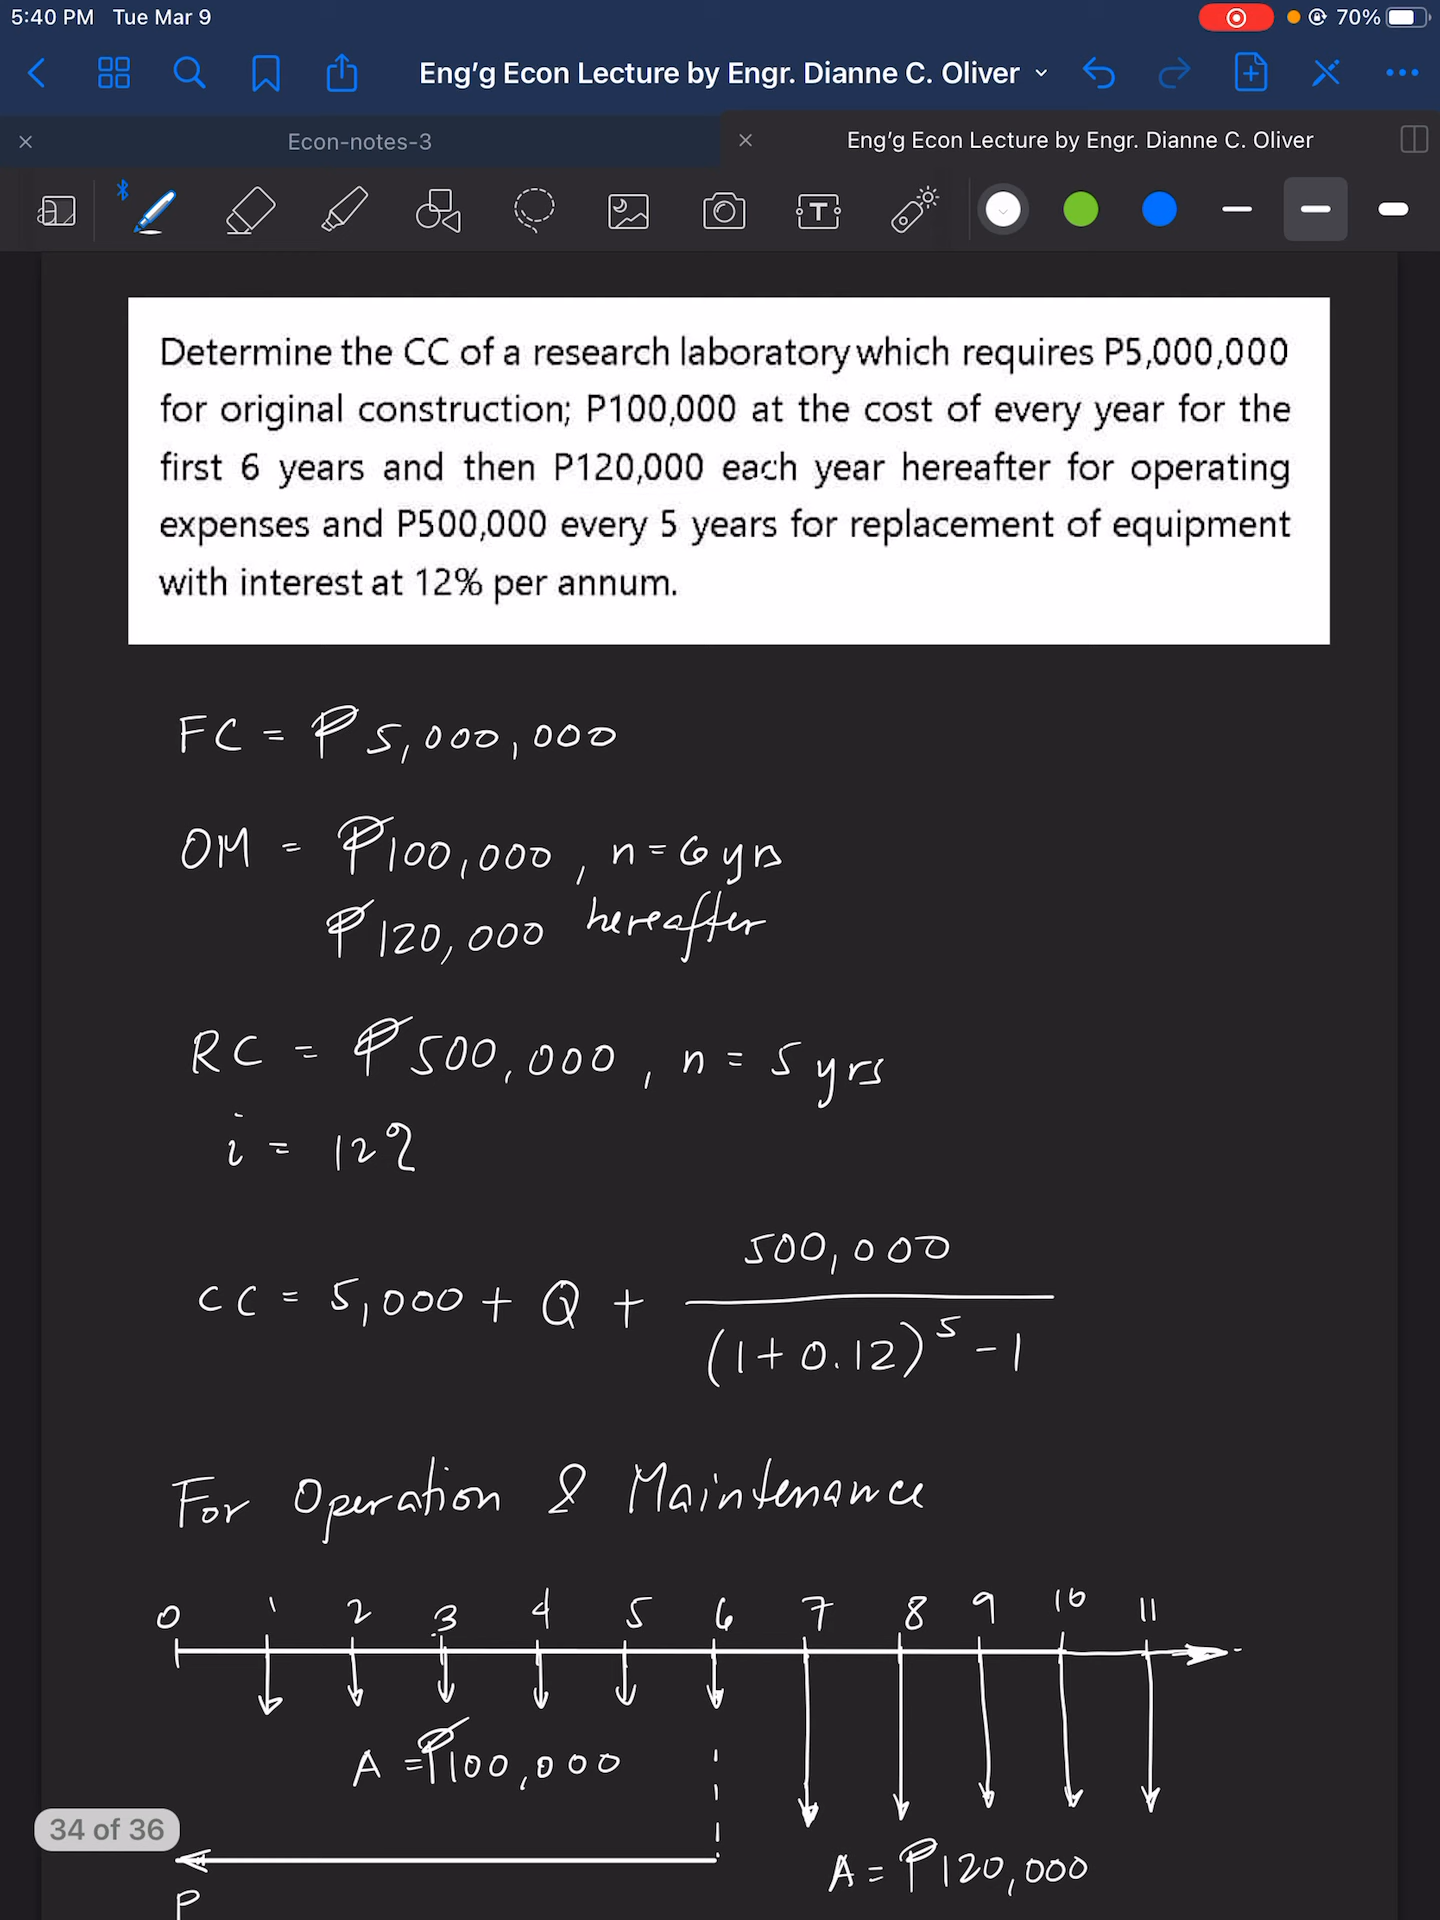 5:40 PM Tue Mar 9
70%
Eng'g Econ Lecture by Engr. Dianne C. Oliver
Econ-notes-3
Eng'g Econ Lecture by Engr. Dianne C. Oliver
Determine the CC of a research laboratory which requires P5,000,000
for original construction; P100,000 at the cost of every year for the
first 6 years and then P120,000 each year hereafter for operating
expenses and P500,000 every 5 years for replacement of equipment
with interest at 12% per annum.
FC = ₱5,000,000
OM = ₱100,000, n = 6 yrs
₱120,000 hereafter
RC = ₱500,000, n = 5 yrs
i = 12%
CC = 5,000 + Q + 500,000
(1+0.12)^5 - 1
For Operation & Maintenance
0 1 2 3 4 5 6 7 8 9 10 11
A = ₱100,000
34 of 36
A = ₱120,000
P